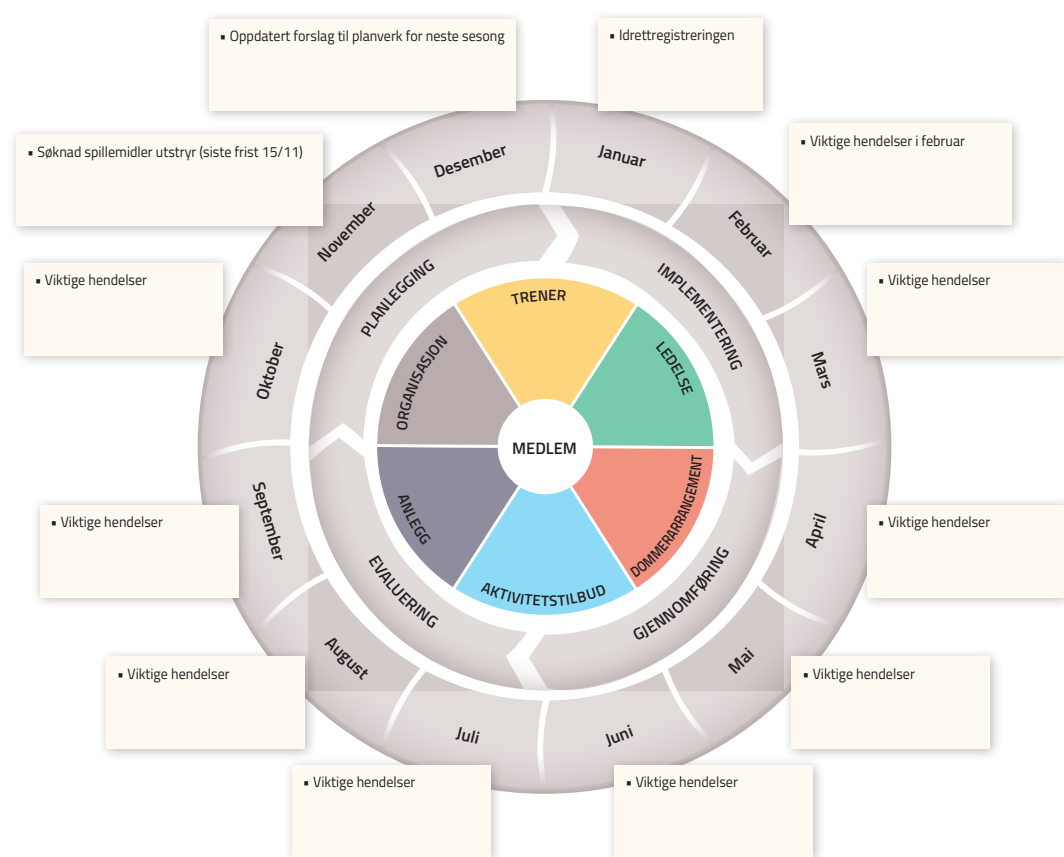 ▪ Oppdatert forslag til planverk for neste sesong
▪ Idrettregistreringen
▪ Søknad spillemidler utstryr (siste frist 15/11)
▪ Viktige hendelser i februar
▪ Viktige hendelser
▪ Viktige hendelser
▪ Viktige hendelser
▪ Viktige hendelser
▪ Viktige hendelser
▪ Viktige hendelser
▪ Viktige hendelser
▪ Viktige hendelser
Januar
Februar
Mars
April
Mai
Juni
Juli
August
September
Oktober
November
Desember
PLANLEGGING
IMPLEMENTERING
GJENNOMFØRING
EVALUERING
TRENER
LEDELSE
DOMMERARRANGEMENT
AKTIVITETSTILBUD
ANLEGG
ORGANISASJON
MEDLEM